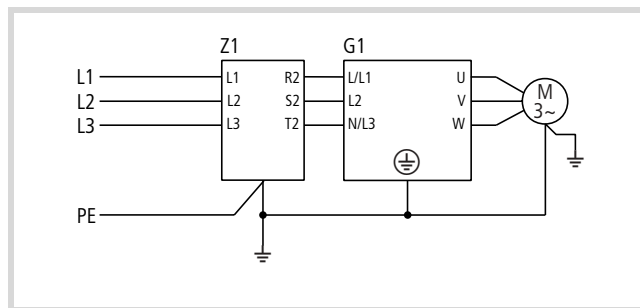 Z1 G1
L1 L1 R2 L/L1 U
L2 L2 S2 L2 V M
L3 L3 T2 N/L3 W 3~
PE